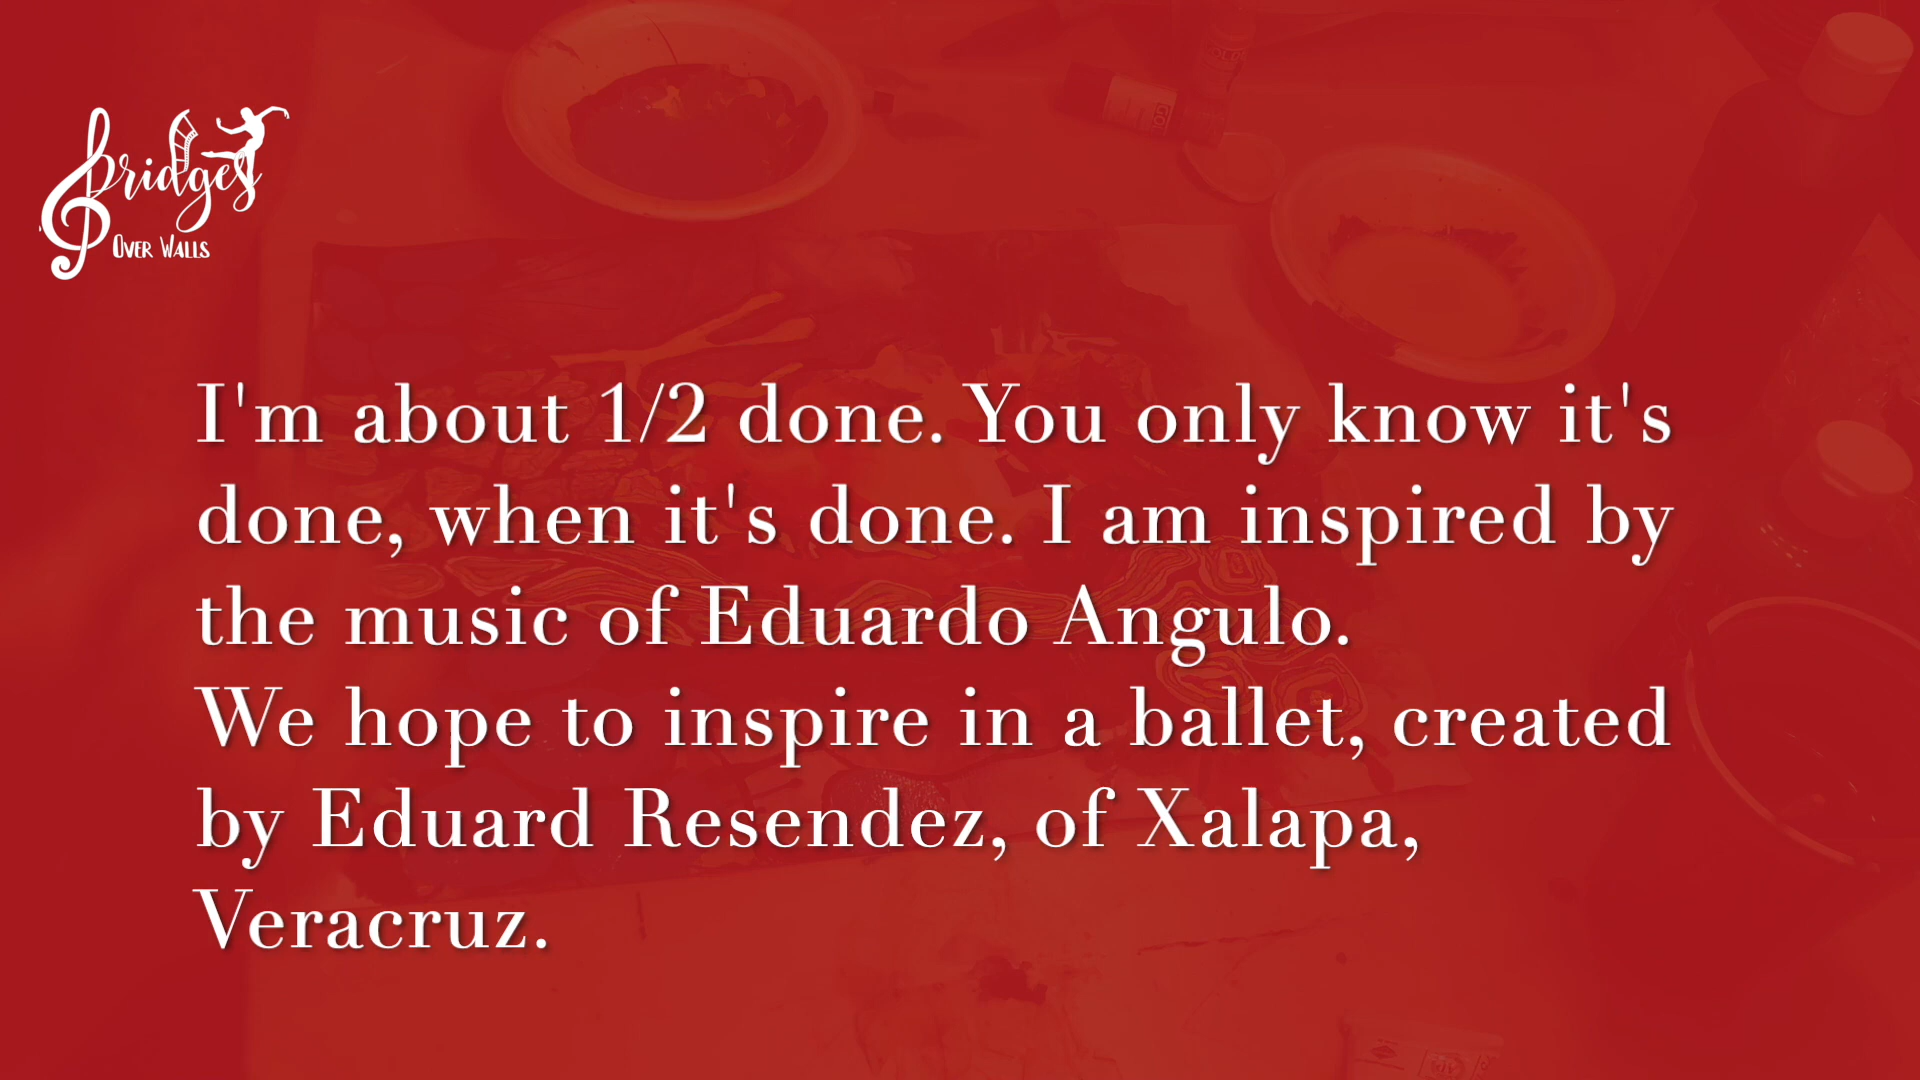 Bridges
Over Walls
I'm about 1/2 done. You only know it's
done, when it's done. I am inspired by
the music of Eduardo Angulo.
We hope to inspire in a ballet, created
by Eduard Resendez, of Xalapa,
Veracruz.